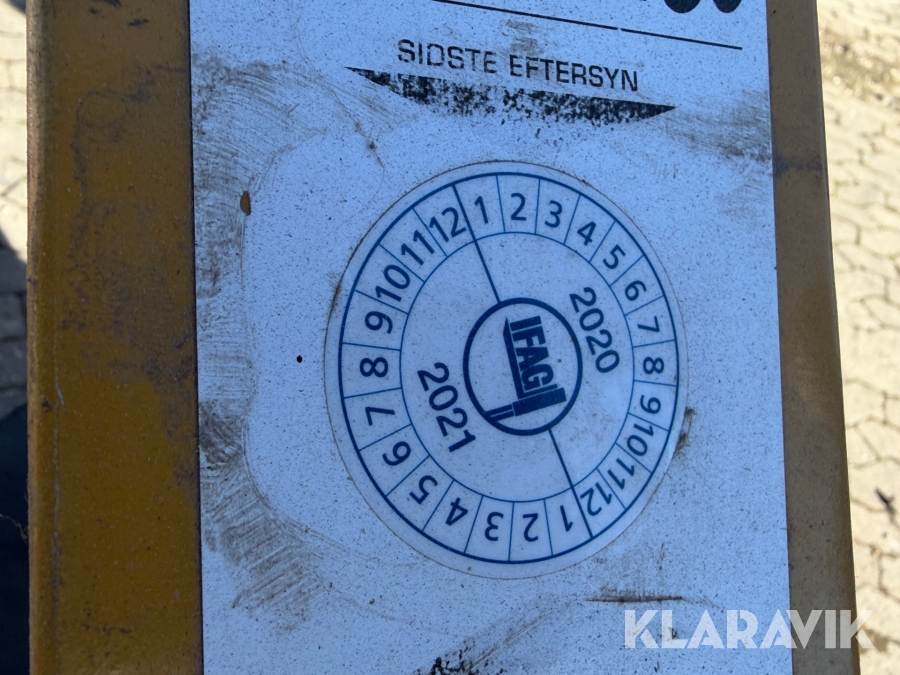 SIDSTE EFTERSYN
1 2 3 4 5 6 7 8 9 10 11 12
2020
IFAG
2021
1 2 3 4 5 6 7 8 9 10 11 12
KLARAVIK